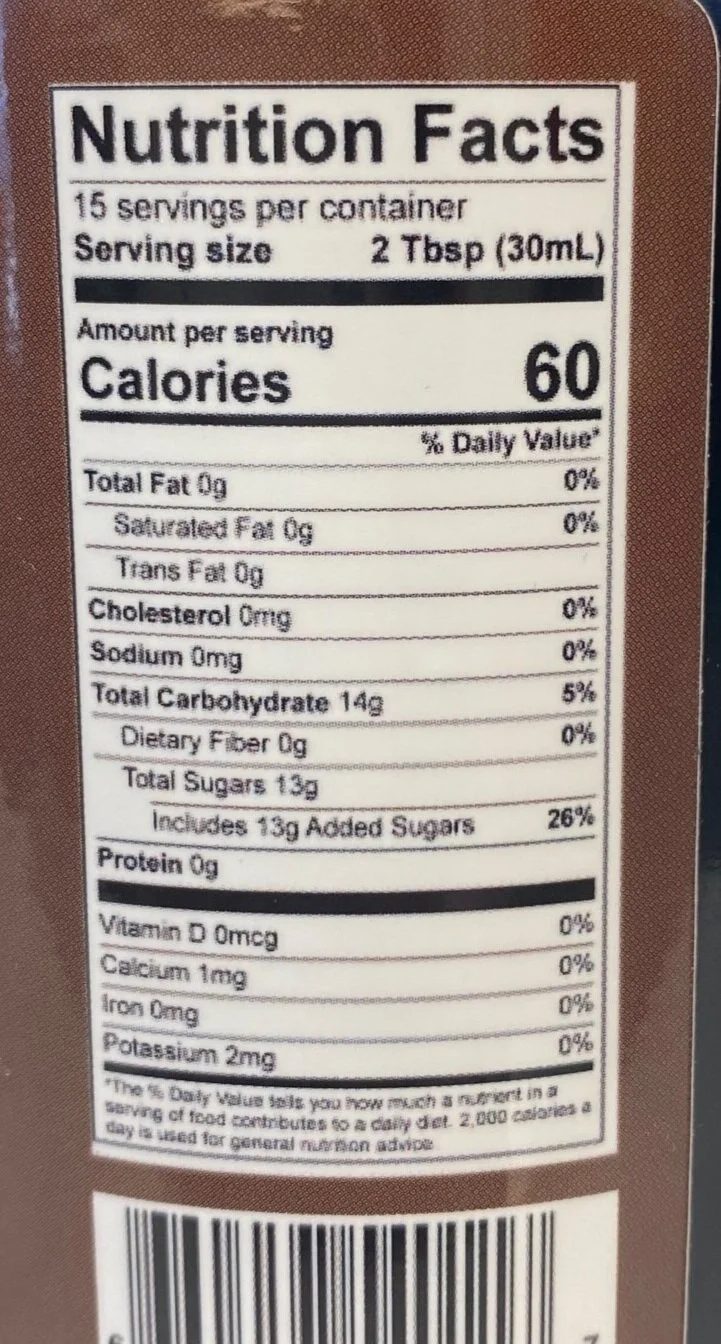 Nutrition Facts
15 servings per container
Serving size 2 Tbsp (30mL)
Amount per serving
Calories 60
% Daily Value*
Total Fat 0g 0%
Saturated Fat 0g 0%
Trans Fat 0g
Cholesterol 0mg 0%
Sodium 0mg 0%
Total Carbohydrate 14g 5%
Dietary Fiber 0g 0%
Total Sugars 13g
Includes 13g Added Sugars 26%
Protein 0g
Vitamin D 0mcg 0%
Calcium 1mg 0%
Iron 0mg 0%
Potassium 2mg 0%
*The % Daily Value tells you how much a nutrient in a
serving of food contributes to a daily diet. 2,000 calories a
day is used for general nutrition advice.